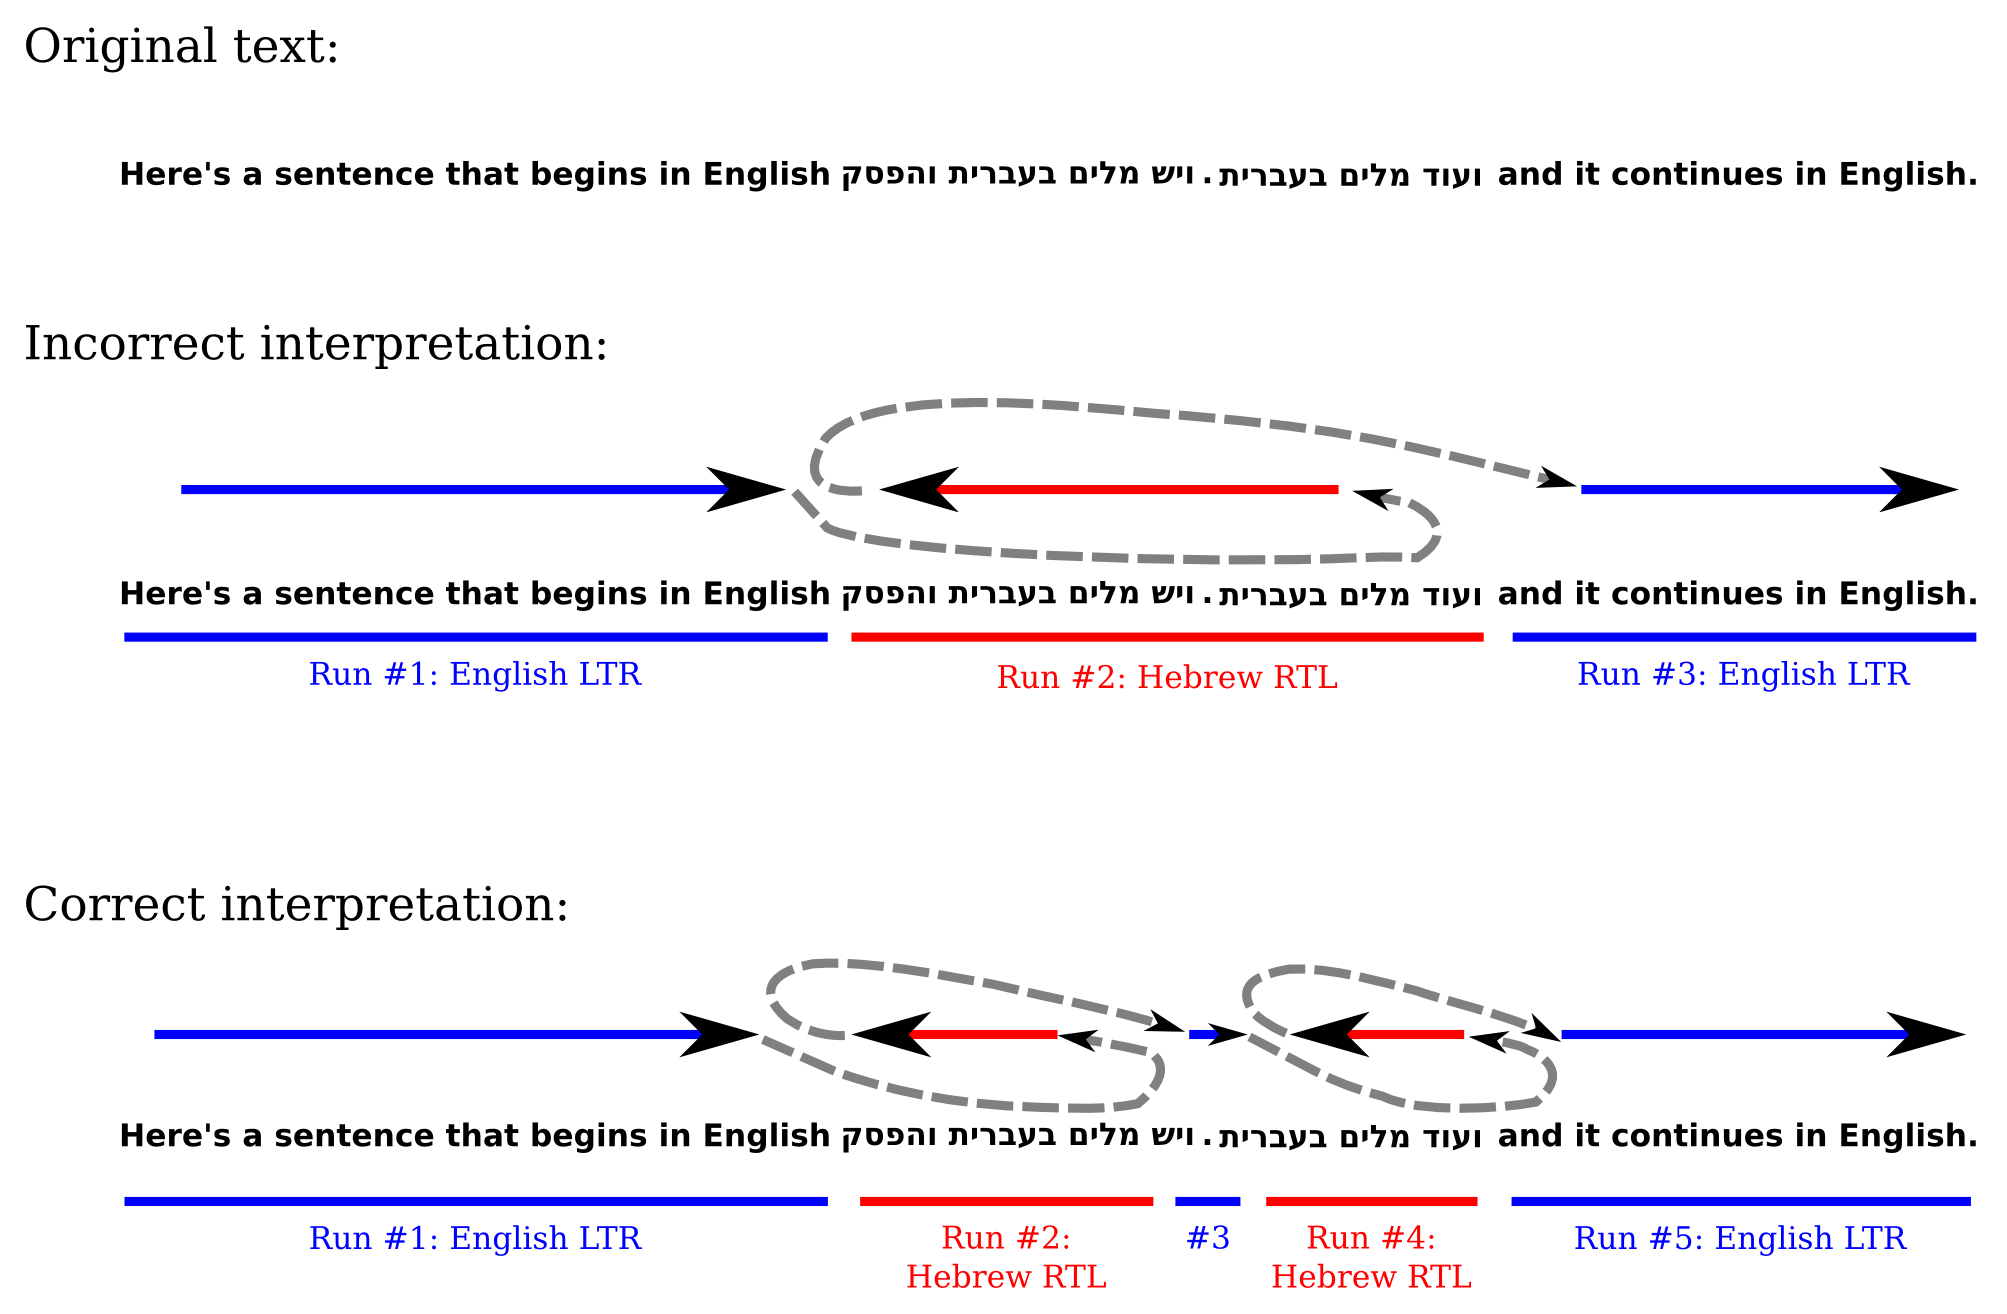 Original text:
Here's a sentence that begins in English ויש מלים בעברית והפסק. ועוד מלים בעברית and it continues in English.
Incorrect interpretation:
Here's a sentence that begins in English ויש מלים בעברית והפסק. ועוד מלים בעברית and it continues in English.
Run #1: English LTR
Run #2: Hebrew RTL
Run #3: English LTR
Correct interpretation:
Here's a sentence that begins in English ויש מלים בעברית והפסק. ועוד מלים בעברית and it continues in English.
Run #1: English LTR
Run #2:
Hebrew RTL
#3
Run #4:
Hebrew RTL
Run #5: English LTR